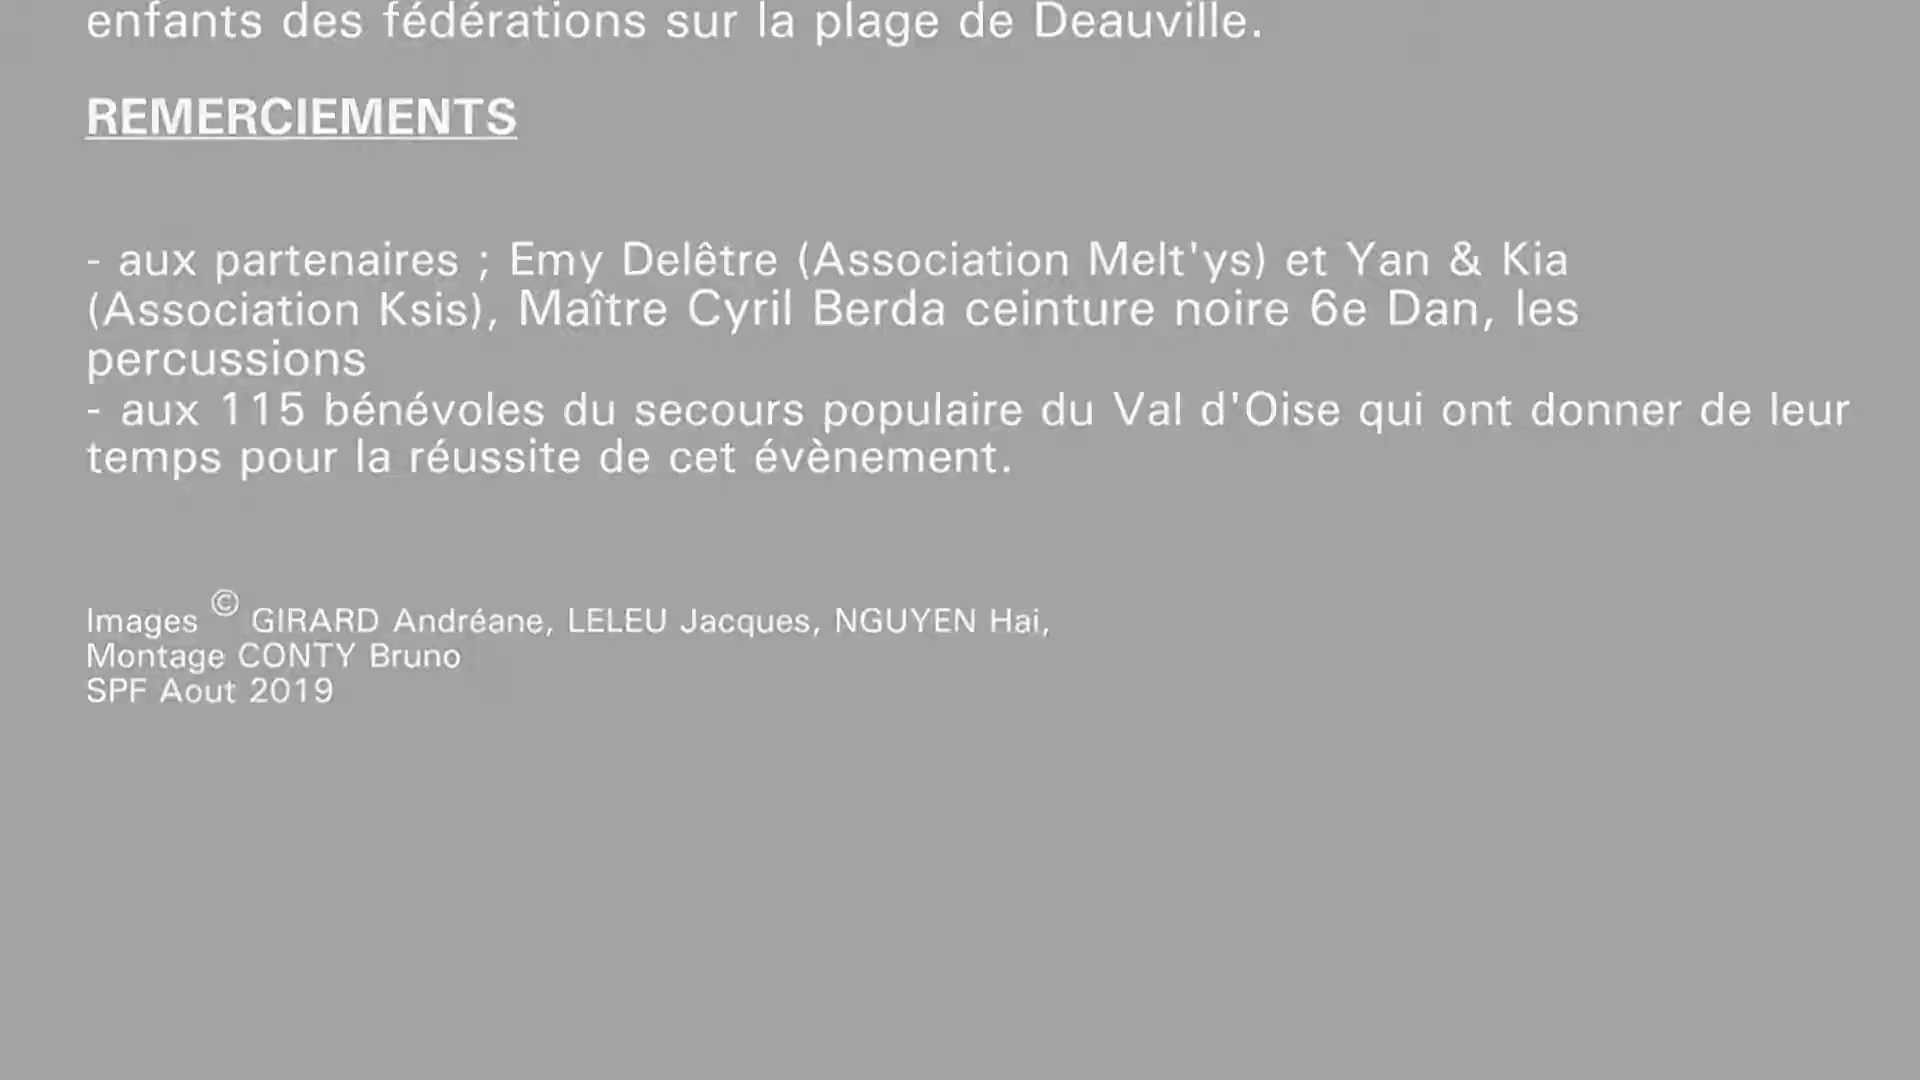 enfants des fédérations sur la plage de Deauville.
REMERCIEMENTS
- aux partenaires ; Emy Delêtre (Association Melt'ys) et Yan & Kia
(Association Ksis), Maître Cyril Berda ceinture noire 6e Dan, les
percussions
- aux 115 bénévoles du secours populaire du Val d'Oise qui ont donner de leur
temps pour la réussite de cet évènement.
Images © GIRARD Andréane, LELEU Jacques, NGUYEN Hai,
Montage CONTY Bruno
SPF Aout 2019